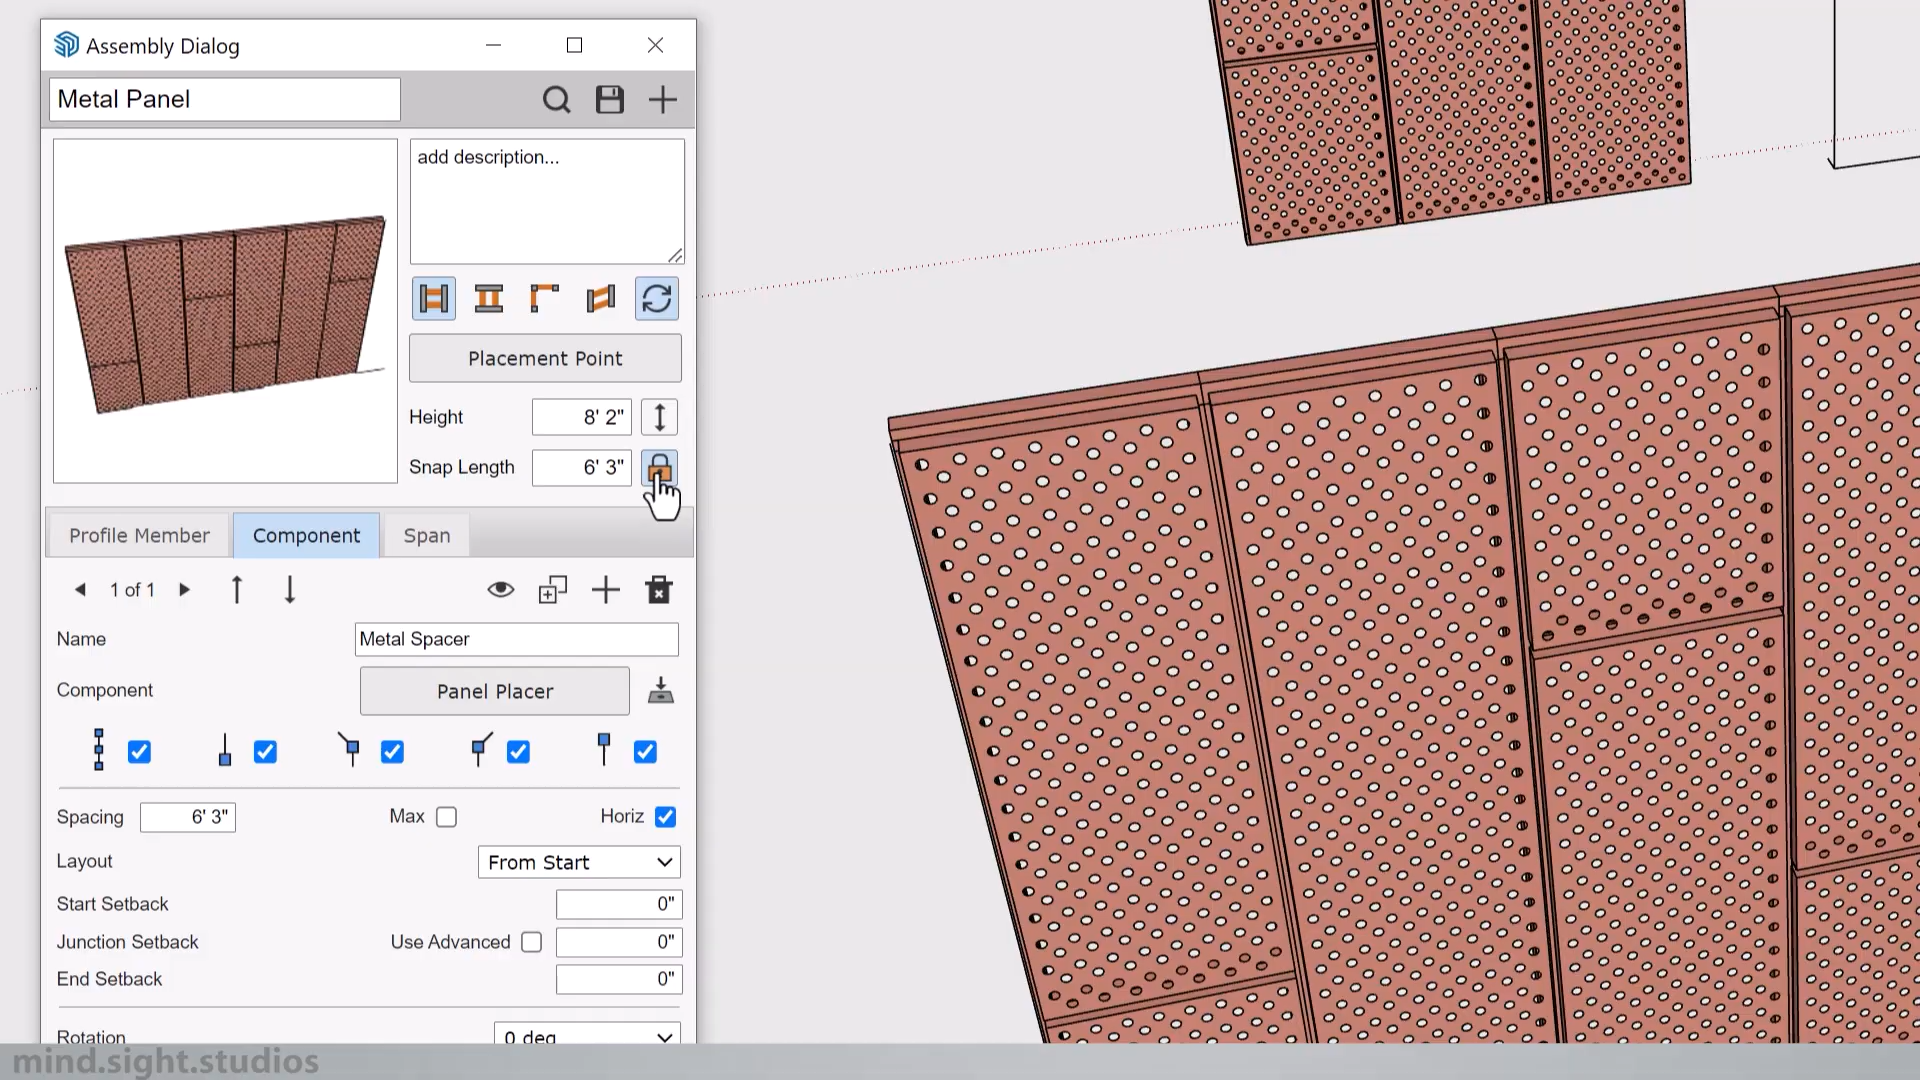 Assembly Dialog
Metal Panel
add description...
Placement Point
Height 8' 2"
Snap Length 6' 3"
Profile Member Component Span
1 of 1
Name Metal Spacer
Component Panel Placer
Spacing 6' 3" Max Horiz
Layout From Start
Start Setback 0"
Junction Setback Use Advanced 0"
End Setback 0"
Rotation 0 deg
mind.sight.studios